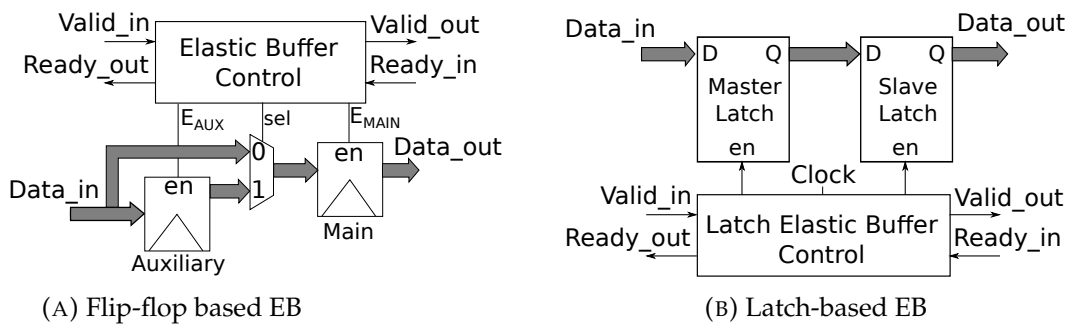 Valid_in
Ready_out
Elastic Buffer
Control
Valid_out
Ready_in
E_AUX
sel
E_MAIN
Data_in
en
0
1
en
Data_out
Auxiliary
Main
(A) Flip-flop based EB
Data_in
D Q
Master
Latch
en
D Q
Slave
Latch
en
Data_out
Clock
Valid_in
Ready_out
Latch Elastic Buffer
Control
Valid_out
Ready_in
(B) Latch-based EB